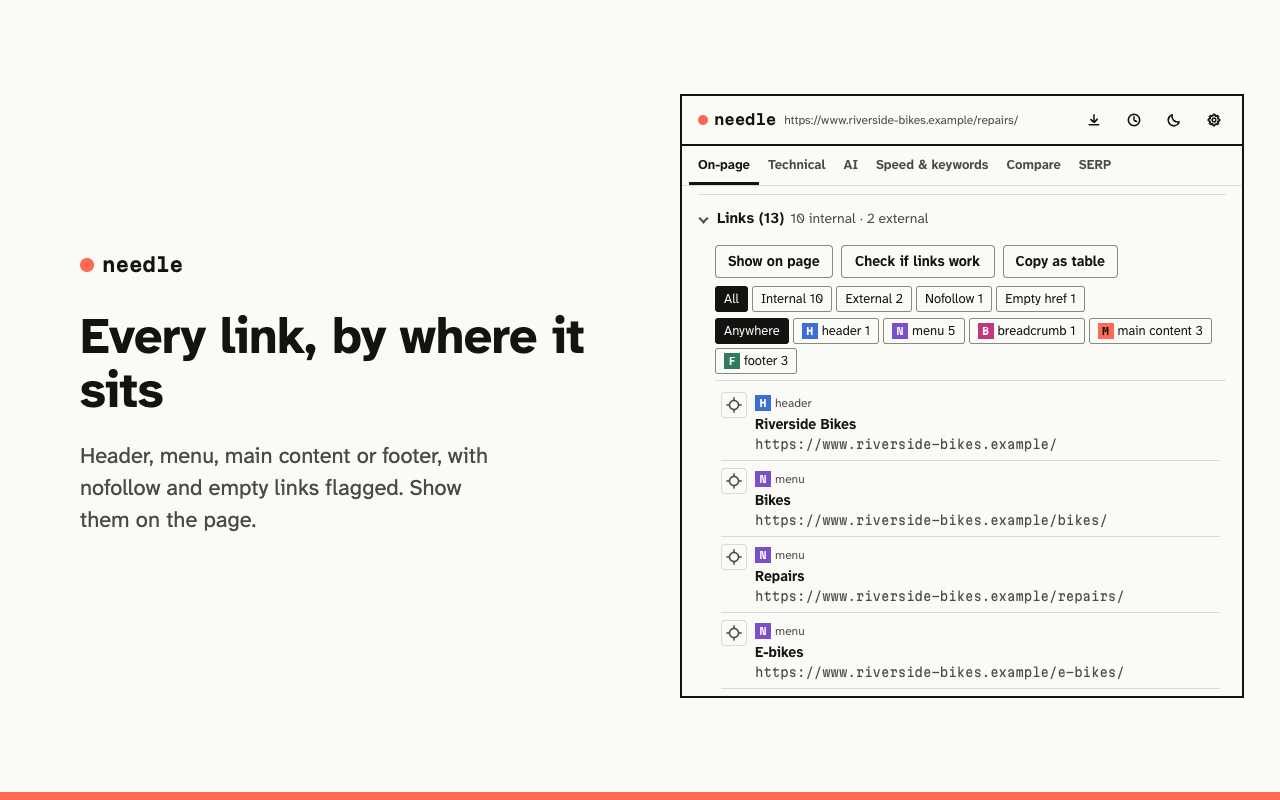 needle
Every link, by where it
sits
Header, menu, main content or footer, with
nofollow and empty links flagged. Show
them on the page.
needle https://www.riverside-bikes.example/repairs/
On-page Technical AI Speed & keywords Compare SERP
Links (13) 10 internal · 2 external
Show on page Check if links work Copy as table
All Internal 10 External 2 Nofollow 1 Empty href 1
Anywhere H header 1 N menu 5 B breadcrumb 1 M main content 3
F footer 3
H header
Riverside Bikes
https://www.riverside-bikes.example/
N menu
Bikes
https://www.riverside-bikes.example/bikes/
N menu
Repairs
https://www.riverside-bikes.example/repairs/
N menu
E-bikes
https://www.riverside-bikes.example/e-bikes/